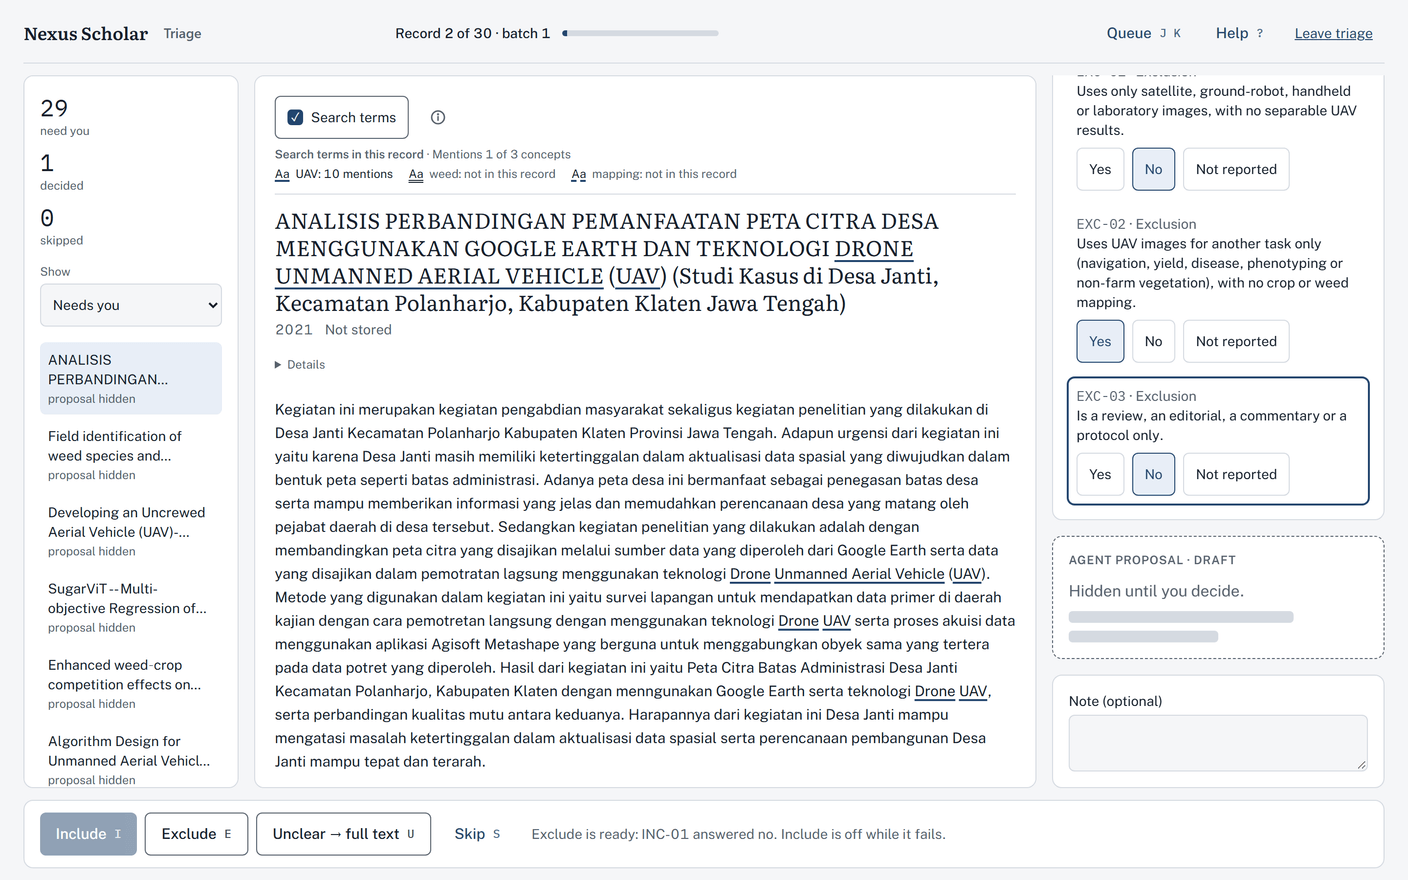 Nexus Scholar Triage
Record 2 of 30 · batch 1
Queue J K Help ? Leave triage
29
need you
1
decided
0
skipped
Show
Needs you
ANALISIS
PERBANDINGAN...
proposal hidden
Field identification of
weed species and...
proposal hidden
Developing an Uncrewed
Aerial Vehicle (UAV)-...
proposal hidden
SugarViT--Multi-
objective Regression of...
proposal hidden
Enhanced weed-crop
competition effects on...
proposal hidden
Algorithm Design for
Unmanned Aerial Vehicl...
proposal hidden
Search terms
Search terms in this record · Mentions 1 of 3 concepts
Aa UAV: 10 mentions Aa weed: not in this record Aa mapping: not in this record
ANALISIS PERBANDINGAN PEMANFAATAN PETA CITRA DESA
MENGGUNAKAN GOOGLE EARTH DAN TEKNOLOGI DRONE
UNMANNED AERIAL VEHICLE (UAV) (Studi Kasus di Desa Janti,
Kecamatan Polanharjo, Kabupaten Klaten Jawa Tengah)
2021 Not stored
Details
Kegiatan ini merupakan kegiatan pengabdian masyarakat sekaligus kegiatan penelitian yang dilakukan di
Desa Janti Kecamatan Polanharjo Kabupaten Klaten Provinsi Jawa Tengah. Adapun urgensi dari kegiatan ini
yaitu karena Desa Janti masih memiliki ketertinggalan dalam aktualisasi data spasial yang diwujudkan dalam
bentuk peta seperti batas administrasi. Adanya peta desa ini bermanfaat sebagai penegasan batas desa
serta mampu memberikan informasi yang jelas dan memudahkan perencanaan desa yang matang oleh
pejabat daerah di desa tersebut. Sedangkan kegiatan penelitian yang dilakukan adalah dengan
membandingkan peta citra yang disajikan melalui sumber data yang diperoleh dari Google Earth serta data
yang disajikan dalam pemotratan lagsung menggunakan teknologi Drone Unmanned Aerial Vehicle (UAV).
Metode yang digunakan dalam kegiatan ini yaitu survei lapangan untuk mendapatkan data primer di daerah
kajian dengan cara pemotretan langsung dengan menggunakan teknologi Drone UAV serta proses akuisi data
menggunakan aplikasi Agisoft Metashape yang berguna untuk menggabungkan obyek sama yang tertera
pada data potret yang diperoleh. Hasil dari kegiatan ini yaitu Peta Citra Batas Administrasi Desa Janti
Kecamatan Polanharjo, Kabupaten Klaten dengan menngunakan Google Earth serta teknologi Drone UAV,
serta perbandingan kualitas mutu antara keduanya. Harapannya dari kegiatan ini Desa Janti mampu
mengatasi masalah ketertinggalan dalam aktualisasi data spasial serta perencanaan pembangunan Desa
Janti mampu tepat dan terarah.
Uses only satellite, ground-robot, handheld
or laboratory images, with no separable UAV
results.
Yes No Not reported
EXC-02 · Exclusion
Uses UAV images for another task only
(navigation, yield, disease, phenotyping or
non-farm vegetation), with no crop or weed
mapping.
Yes No Not reported
EXC-03 · Exclusion
Is a review, an editorial, a commentary or a
protocol only.
Yes No Not reported
AGENT PROPOSAL · DRAFT
Hidden until you decide.
Note (optional)
Include I Exclude E Unclear → full text U Skip S Exclude is ready: INC-01 answered no. Include is off while it fails.